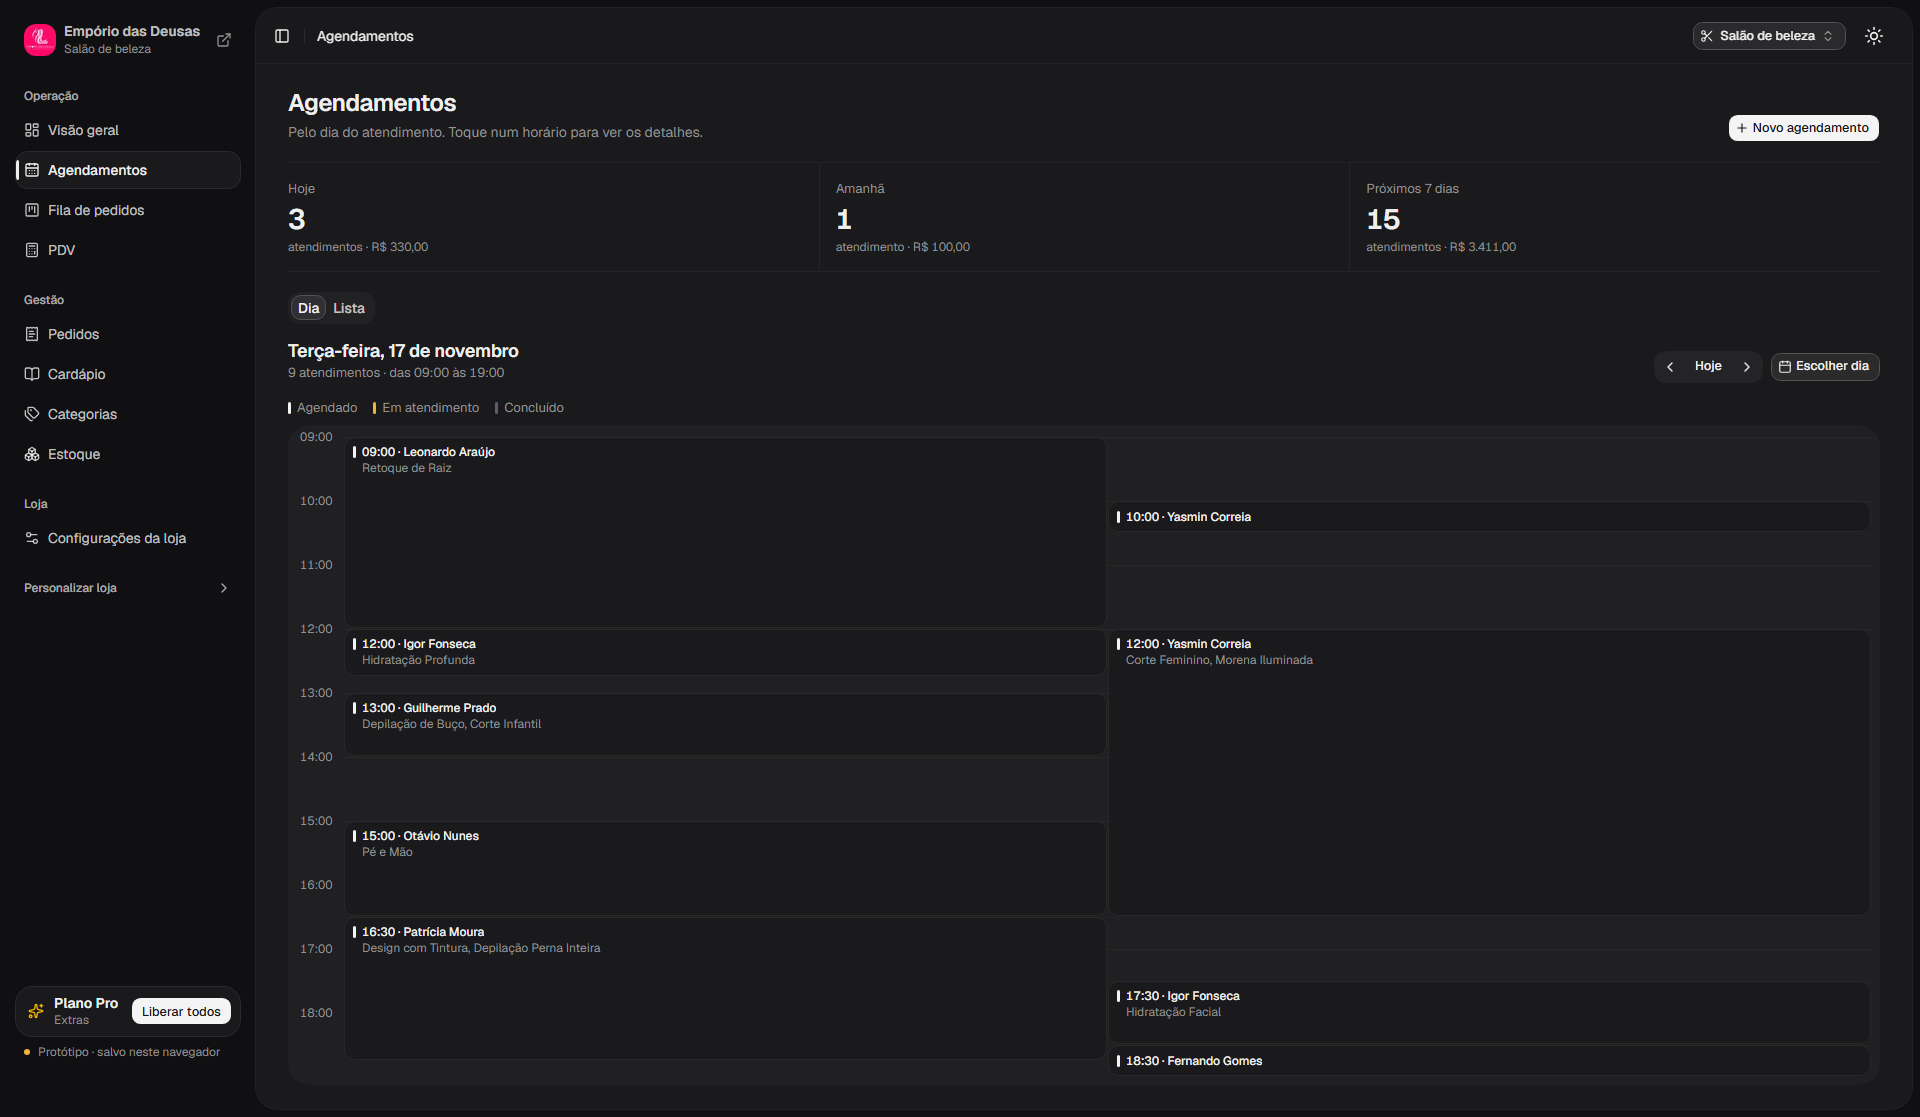 Empório das Deusas
Salão de beleza
Operação
Visão geral
Agendamentos
Fila de pedidos
PDV
Gestão
Pedidos
Cardápio
Categorias
Estoque
Loja
Configurações da loja
Personalizar loja
Plano Pro
Extras
Liberar todos
Protótipo · salvo neste navegador
Agendamentos
Salão de beleza
Agendamentos
Pelo dia do atendimento. Toque num horário para ver os detalhes.
+ Novo agendamento
Hoje
3
atendimentos · R$ 330,00
Amanhã
1
atendimento · R$ 100,00
Próximos 7 dias
15
atendimentos · R$ 3.411,00
Dia Lista
Terça-feira, 17 de novembro
9 atendimentos · das 09:00 às 19:00
Hoje
Escolher dia
Agendado Em atendimento Concluído
09:00
09:00 · Leonardo Araújo
Retoque de Raiz
10:00
10:00 · Yasmin Correia
11:00
12:00
12:00 · Igor Fonseca
Hidratação Profunda
12:00 · Yasmin Correia
Corte Feminino, Morena Iluminada
13:00
13:00 · Guilherme Prado
Depilação de Buço, Corte Infantil
14:00
15:00
15:00 · Otávio Nunes
Pé e Mão
16:00
16:30 · Patrícia Moura
Design com Tintura, Depilação Perna Inteira
17:00
17:30 · Igor Fonseca
Hidratação Facial
18:00
18:30 · Fernando Gomes